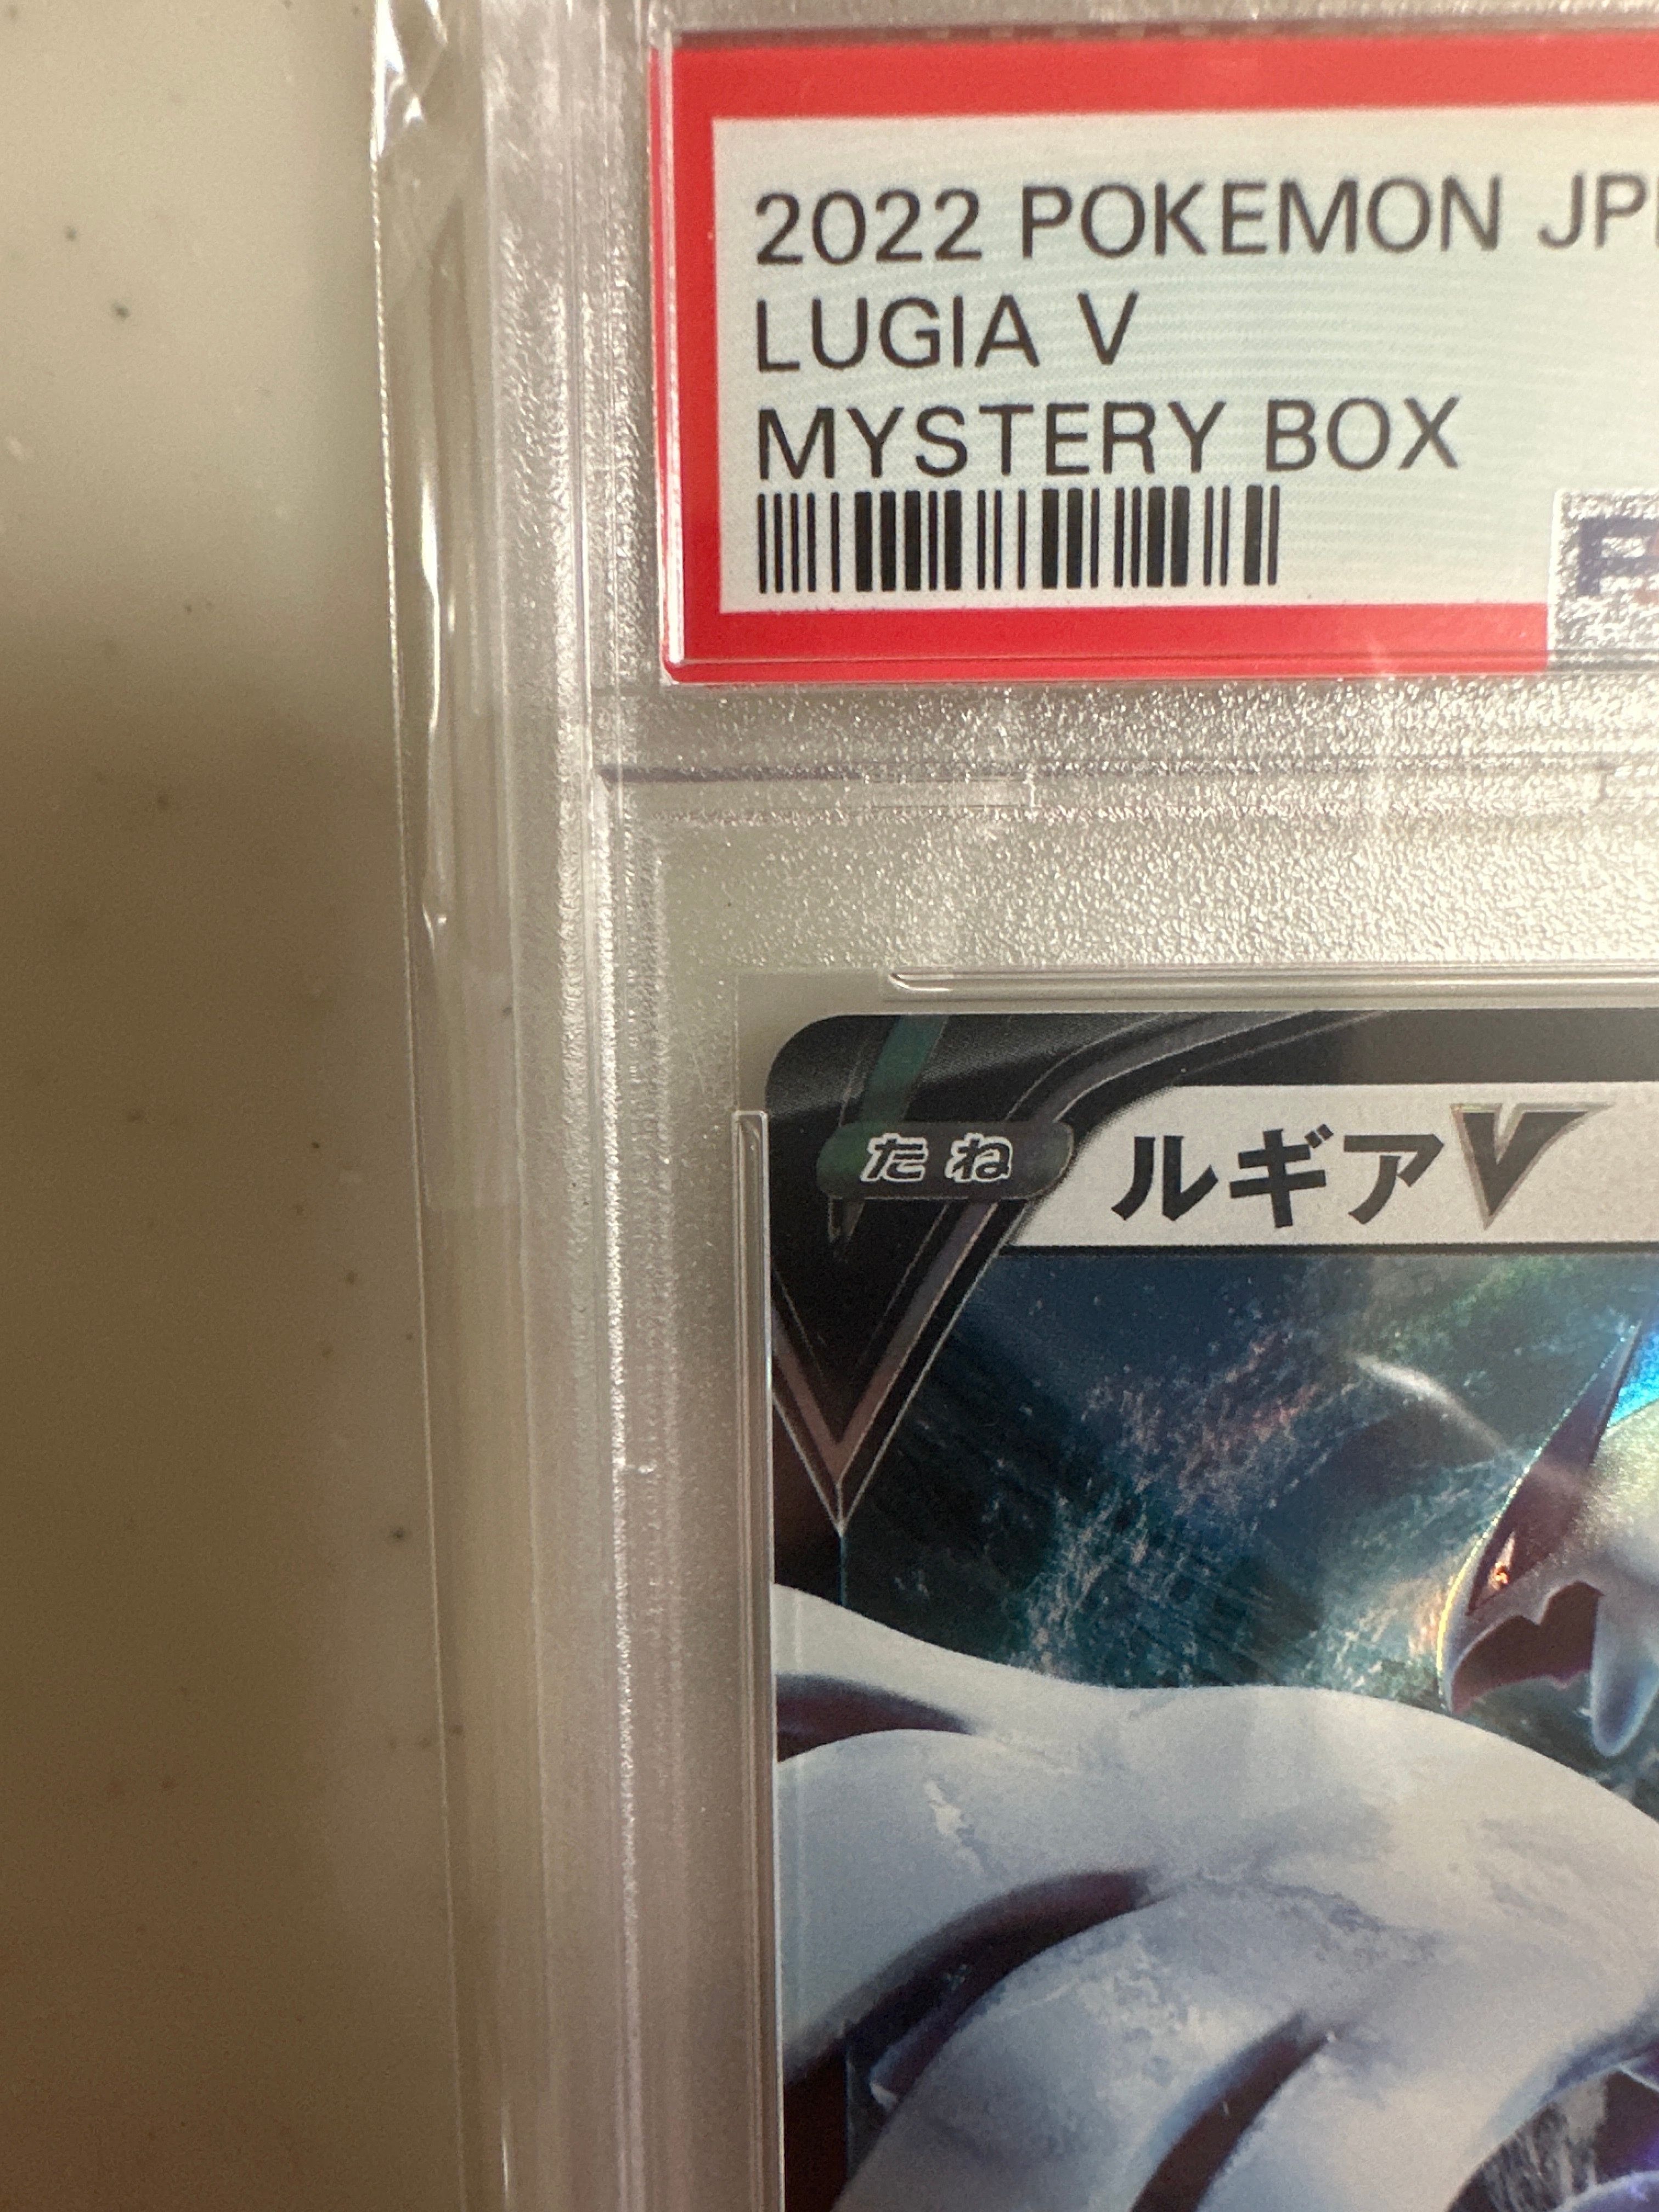 2022 POKEMON
LUGIA V
MYSTERY BOX
たね
ルギアV